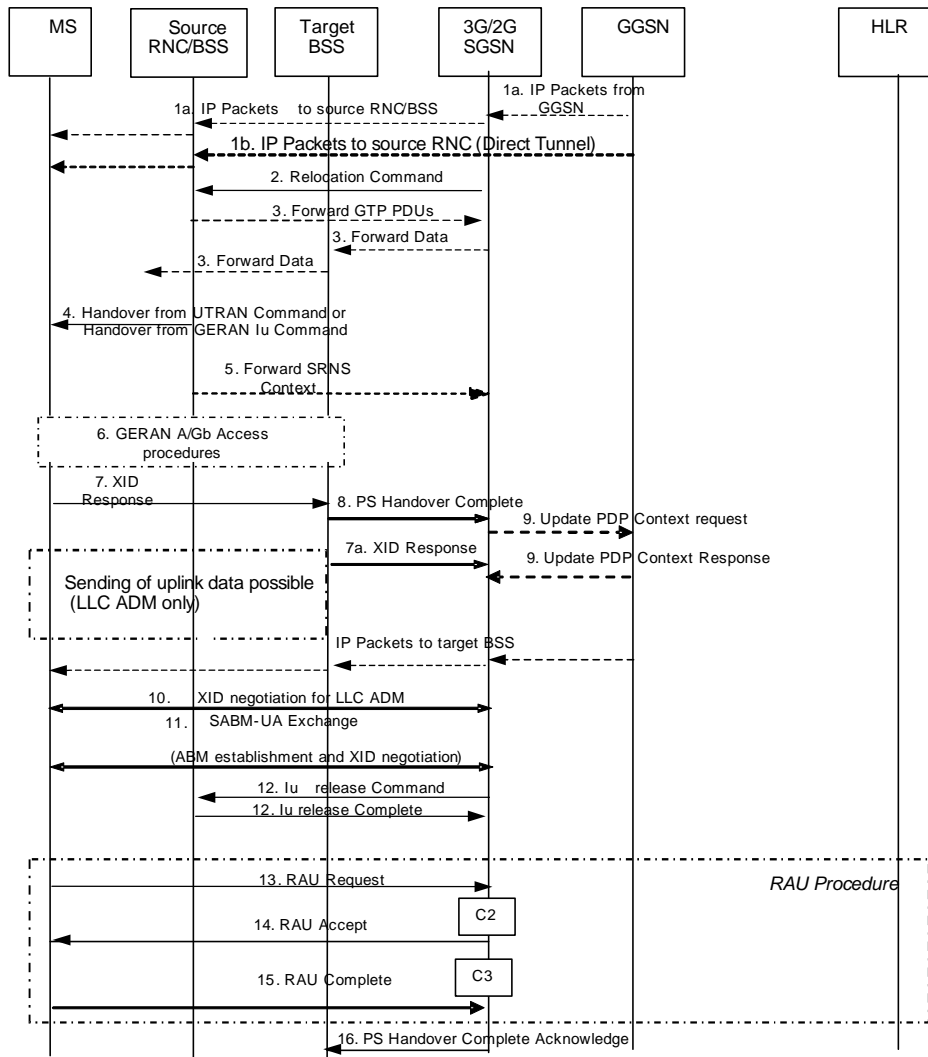 MS
Source
RNC/BSS
Target
BSS
3G/2G
SGSN
GGSN
HLR
1a. IP Packets from
GGSN
1a. IP Packets to source RNC/BSS
1b. IP Packets to source RNC (Direct Tunnel)
2. Relocation Command
3. Forward GTP PDUs
3. Forward Data
3. Forward Data
4. Handover from UTRAN Command or
Handover from GERAN Iu Command
5. Forward SRNS
Context
6. GERAN A/Gb Access
procedures
7. XID
Response
8. PS Handover Complete
9. Update PDP Context request
7a. XID Response
9. Update PDP Context Response
Sending of uplink data possible
(LLC ADM only)
IP Packets to target BSS
10. XID negotiation for LLC ADM
11. SABM-UA Exchange
(ABM establishment and XID negotiation)
12. Iu release Command
12. Iu release Complete
13. RAU Request
RAU Procedure
C2
14. RAU Accept
C3
15. RAU Complete
16. PS Handover Complete Acknowledge